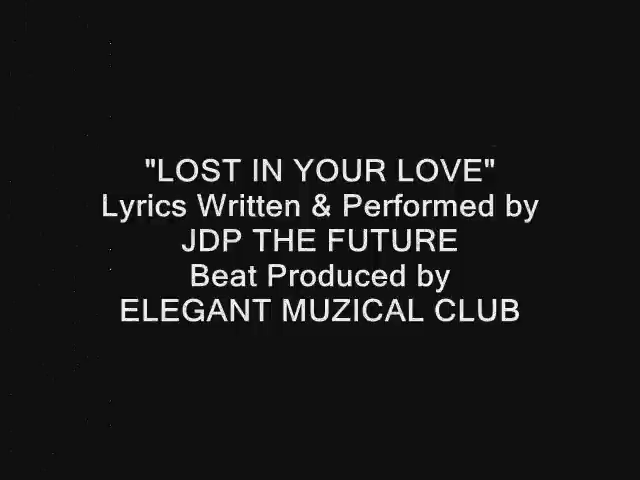 "LOST IN YOUR LOVE"
Lyrics Written & Performed by
JDP THE FUTURE
Beat Produced by
ELEGANT MUZICAL CLUB